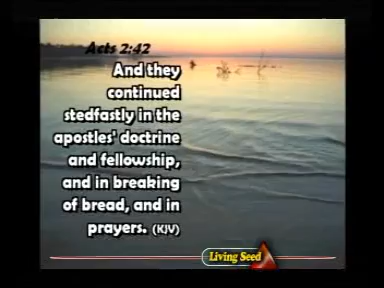 Acts 2:42
And they
continued
stedfastly in the
apostles' doctrine
and fellowship,
and in breaking
of bread, and in
prayers. (KJV)
Living Seed